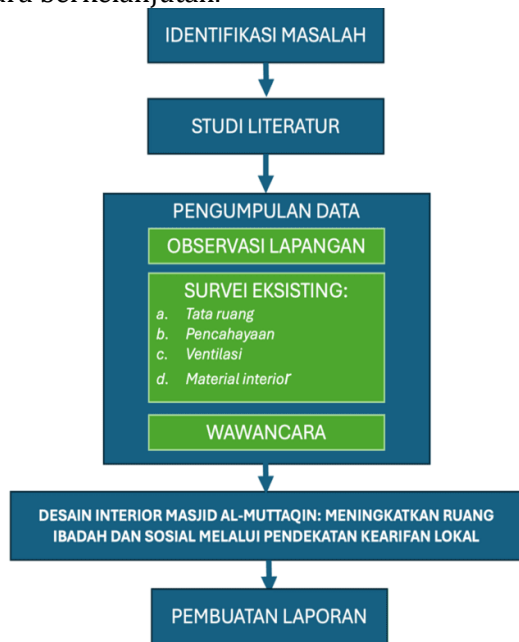 berkelanjutan.
IDENTIFIKASI MASALAH
STUDI LITERATUR
PENGUMPULAN DATA
OBSERVASI LAPANGAN
SURVEI EKSISTING:
a. Tata ruang
b. Pencahayaan
c. Ventilasi
d. Material interior
WAWANCARA
DESAIN INTERIOR MASJID AL-MUTTAQIN: MENINGKATKAN RUANG
IBADAH DAN SOSIAL MELALUI PENDEKATAN KEARIFAN LOKAL
PEMBUATAN LAPORAN